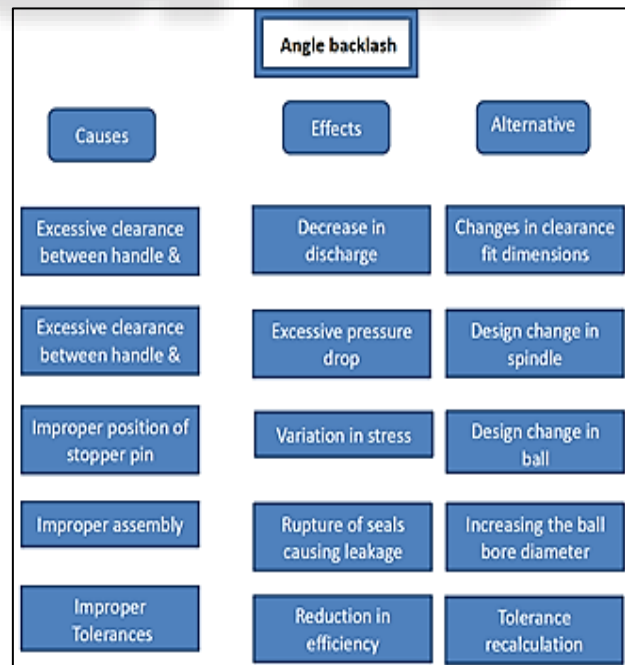 Angle backlash
Causes
Effects
Alternative
Excessive clearance
between handle &
Decrease in
discharge
Changes in clearance
fit dimensions
Excessive clearance
between handle &
Excessive pressure
drop
Design change in
spindle
Improper position of
stopper pin
Variation in stress
Design change in
ball
Improper assembly
Rupture of seals
causing leakage
Increasing the ball
bore diameter
Improper
Tolerances
Reduction in
efficiency
Tolerance
recalculation